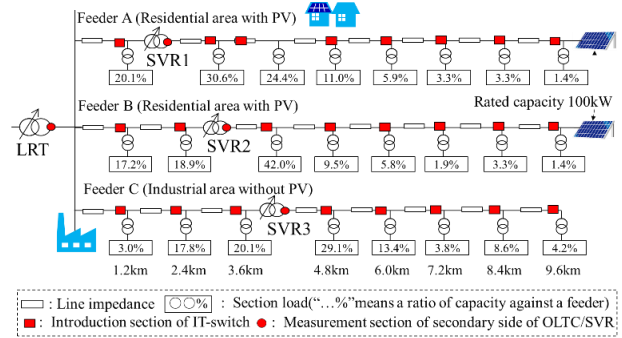 Feeder A (Residential area with PV)
SVR1
20.1% 30.6% 24.4% 11.0% 5.9% 3.3% 3.3% 1.4%
Feeder B (Residential area with PV)
Rated capacity 100kW
LRT
SVR2
17.2% 18.9% 42.0% 9.5% 5.8% 1.9% 3.3% 1.4%
Feeder C (Industrial area without PV)
SVR3
3.0% 17.8% 20.1% 29.1% 13.4% 3.8% 8.6% 4.2%
1.2km 2.4km 3.6km 4.8km 6.0km 7.2km 8.4km 9.6km
: Line impedance % : Section load(“…%”means a ratio of capacity against a feeder)
: Introduction section of IT-switch : Measurement section of secondary side of OLTC/SVR